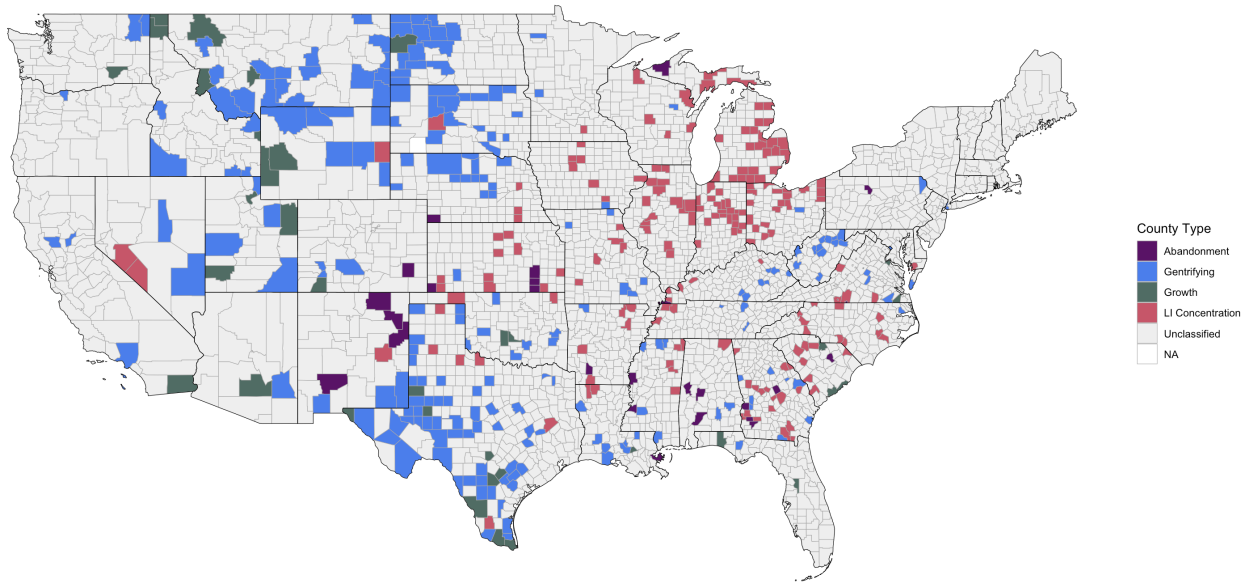 County Type
Abandonment
Gentrifying
Growth
LI Concentration
Unclassified
NA